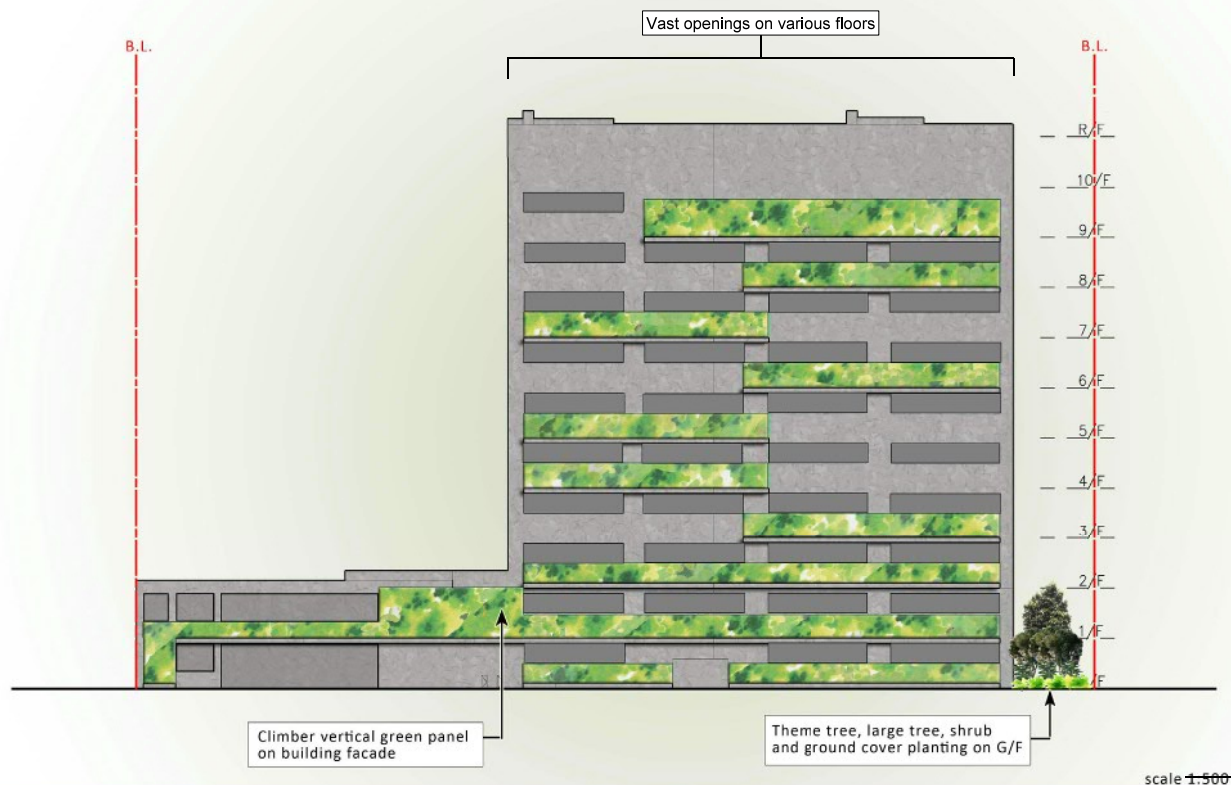 Vast openings on various floors
B.L.
B.L.
R/F
10/F
9/F
8/F
7/F
6/F
5/F
4/F
3/F
2/F
1/F
/F
Climber vertical green panel
on building facade
Theme tree, large tree, shrub
and ground cover planting on G/F
scale 1:500